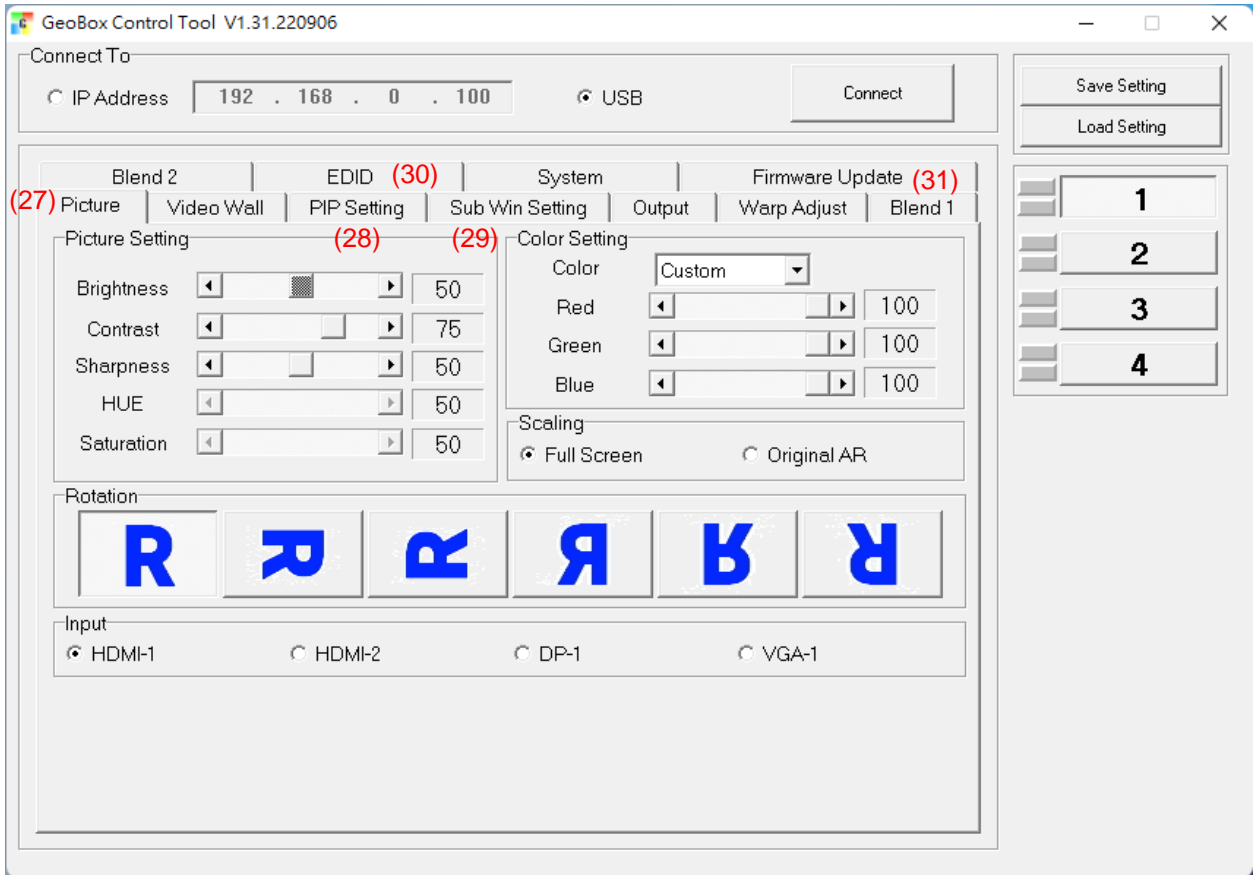 GeoBox Control Tool V1.31.220906
Connect To
IP Address 192 . 168 . 0 . 100 USB Connect
Save Setting
Load Setting
Blend 2 EDID (30) System Firmware Update (31)
(27) Picture Video Wall PIP Setting Sub Win Setting Output Warp Adjust Blend 1
(28) (29)
Picture Setting
Brightness 50
Contrast 75
Sharpness 50
HUE 50
Saturation 50
Color Setting
Color Custom
Red 100
Green 100
Blue 100
Scaling
Full Screen Original AR
Rotation
R R R R R R
Input
HDMI-1 HDMI-2 DP-1 VGA-1
1
2
3
4